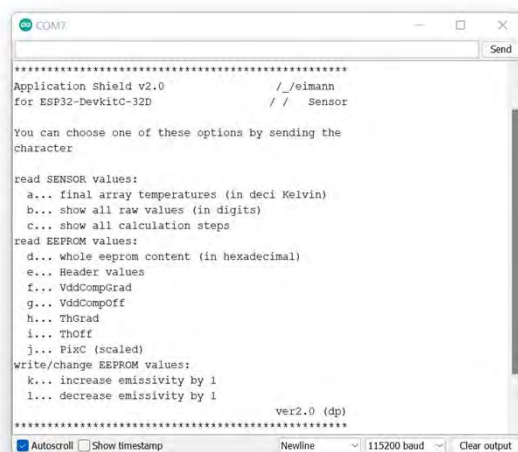 COM7
Send
***************************************************
Application Shield v2.0 /_/eimann
for ESP32-DevkitC-32D / / Sensor
You can choose one of these options by sending the
character
read SENSOR values:
a... final array temperatures (in deci Kelvin)
b... show all raw values (in digits)
c... show all calculation steps
read EEPROM values:
d... whole eeprom content (in hexadecimal)
e... Header values
f... VddCompGrad
g... VddCompOff
h... ThGrad
i... ThOff
j... PixC (scaled)
write/change EEPROM values:
k... increase emissivity by 1
l... decrease emissivity by 1
ver2.0 (dp)
***************************************************
Autoscroll Show timestamp Newline 115200 baud Clear output